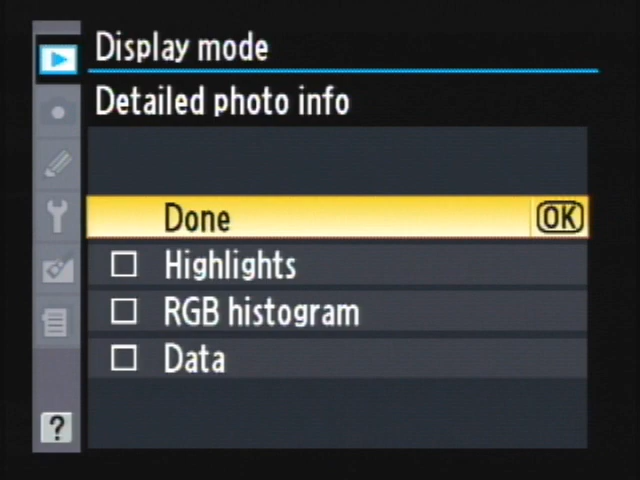 Display mode
Detailed photo info
Done OK
Highlights
RGB histogram
Data
?